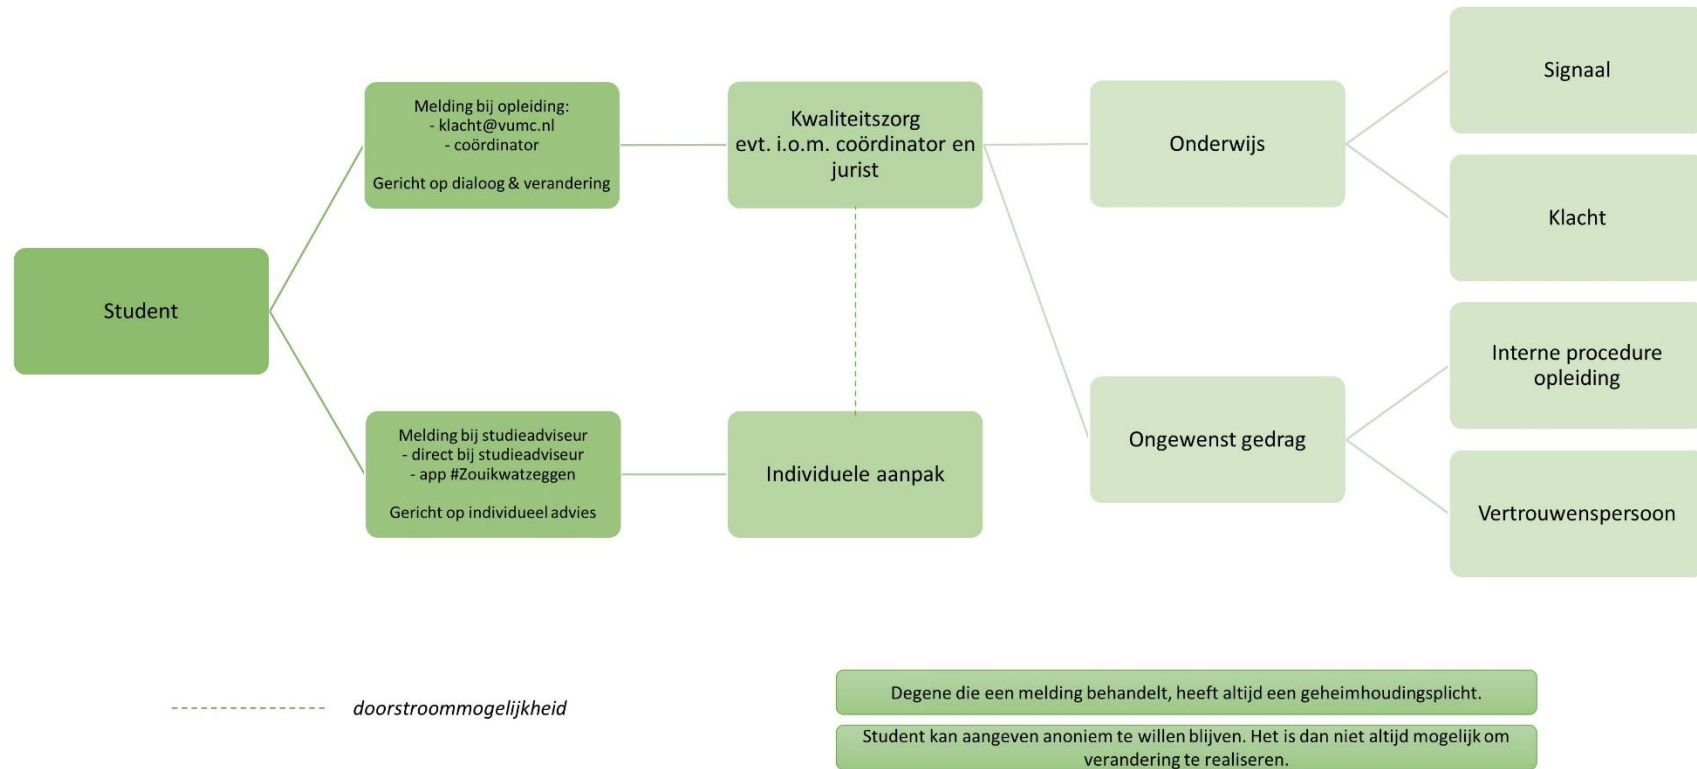 Student
Melding bij opleiding:
- klacht@vumc.nl
- coördinator
Gericht op dialoog & verandering
Melding bij studieadviseur
- direct bij studieadviseur
- app #Zouikwatzeggen
Gericht op individueel advies
Kwaliteitszorg
evt. i.o.m. coördinator en
jurist
Individuele aanpak
Onderwijs
Ongewenst gedrag
Signaal
Klacht
Interne procedure
opleiding
Vertrouwenspersoon
doorstroommogelijkheid
Degene die een melding behandelt, heeft altijd een geheimhoudingsplicht.
Student kan aangeven anoniem te willen blijven. Het is dan niet altijd mogelijk om
verandering te realiseren.